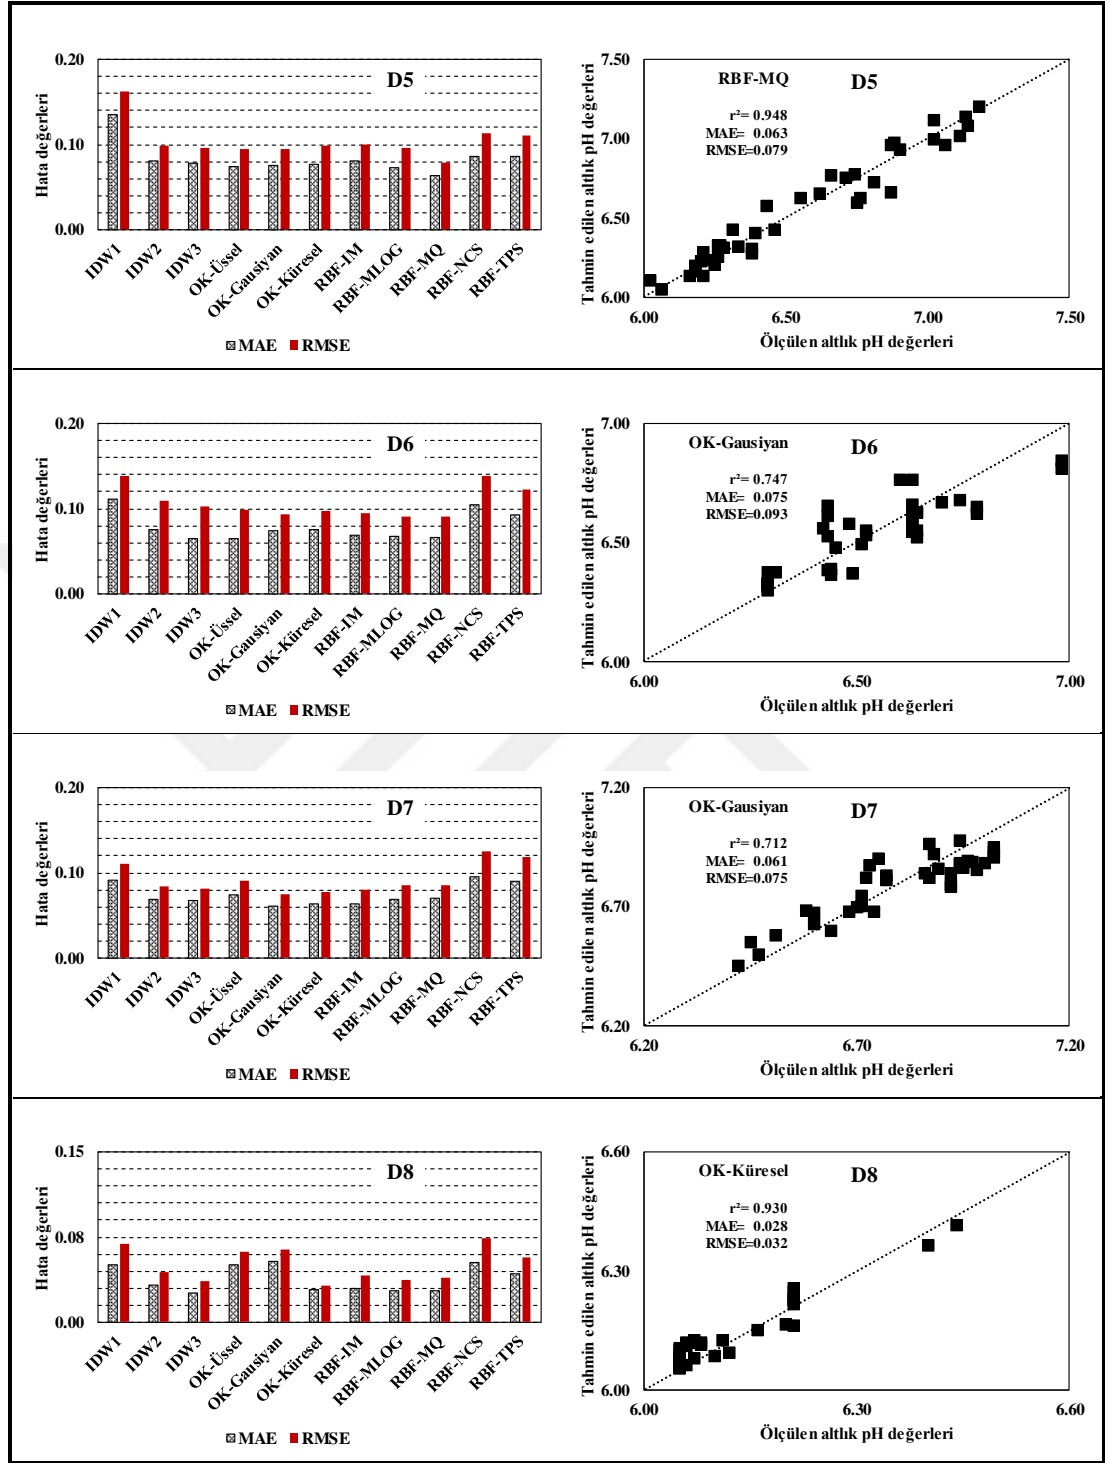 0.20
0.10
0.00
Hata değerleri
D5
IDW1
IDW2
IDW3
OK-Üssel
OK-Gausiyan
OK-Küresel
RBF-IM
RBF-MLOG
RBF-MQ
RBF-NCS
RBF-TPS
MAE RMSE
7.50
7.00
6.50
6.00
Tahmin edilen altlık pH değerleri
RBF-MQ
D5
r²= 0.948
MAE= 0.063
RMSE=0.079
6.00 6.50 7.00 7.50
Ölçülen altlık pH değerleri
0.20
0.10
0.00
Hata değerleri
D6
IDW1
IDW2
IDW3
OK-Üssel
OK-Gausiyan
OK-Küresel
RBF-IM
RBF-MLOG
RBF-MQ
RBF-NCS
RBF-TPS
MAE RMSE
7.00
6.50
6.00
Tahmin edilen altlık pH değerleri
OK-Gausiyan
D6
r²= 0.747
MAE= 0.075
RMSE=0.093
6.00 6.50 7.00
Ölçülen altlık pH değerleri
0.20
0.10
0.00
Hata değerleri
D7
IDW1
IDW2
IDW3
OK-Üssel
OK-Gausiyan
OK-Küresel
RBF-IM
RBF-MLOG
RBF-MQ
RBF-NCS
RBF-TPS
MAE RMSE
7.20
6.70
6.20
Tahmin edilen altlık pH değerleri
OK-Gausiyan
D7
r²= 0.712
MAE= 0.061
RMSE=0.075
6.20 6.70 7.20
Ölçülen altlık pH değerleri
0.15
0.08
0.00
Hata değerleri
D8
IDW1
IDW2
IDW3
OK-Üssel
OK-Gausiyan
OK-Küresel
RBF-IM
RBF-MLOG
RBF-MQ
RBF-NCS
RBF-TPS
MAE RMSE
6.60
6.30
6.00
Tahmin edilen altlık pH değerleri
OK-Küresel
D8
r²= 0.930
MAE= 0.028
RMSE=0.032
6.00 6.30 6.60
Ölçülen altlık pH değerleri